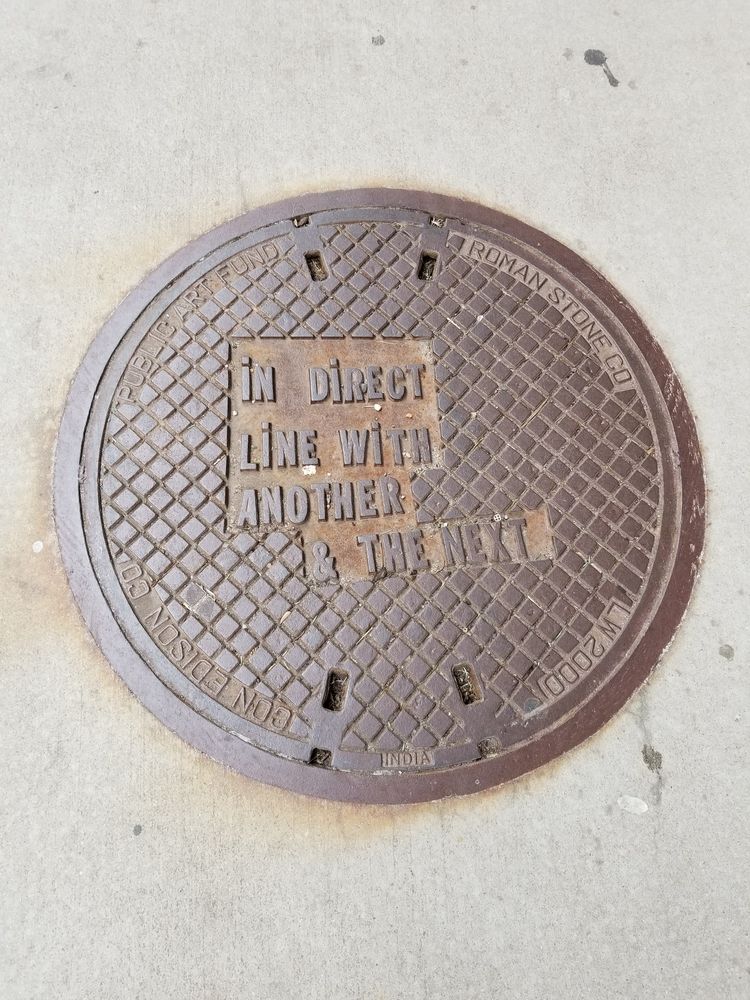 PUBLIC ART FUND
ROMAN STONE CO
iN DiRECT
LiNE WiTH
ANOTHER
& THE NEXT
CON EDISON CO
LW 2000
INDIA